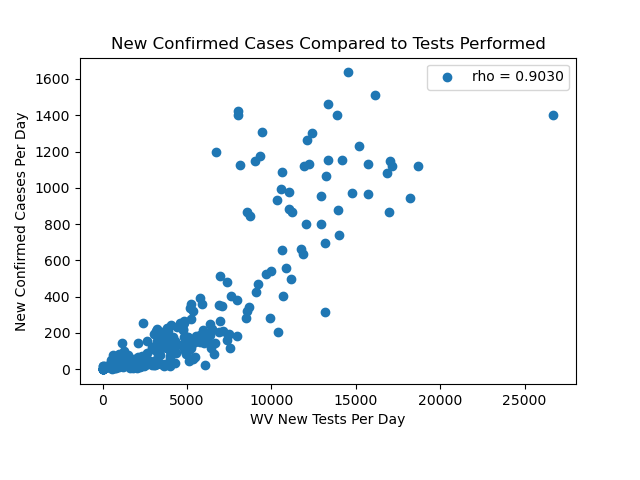 New Confirmed Cases Compared to Tests Performed
rho = 0.9030
New Confirmed Caeses Per Day
1600
1400
1200
1000
800
600
400
200
0
0 5000 10000 15000 20000 25000
WV New Tests Per Day